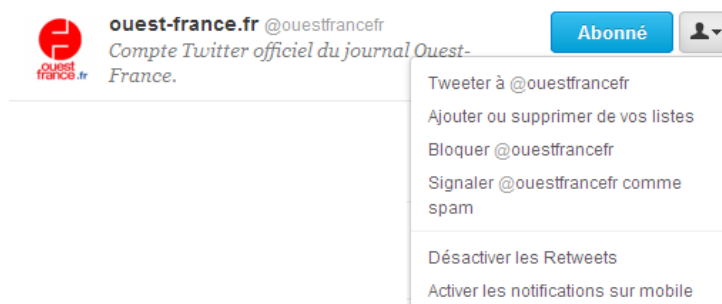 ouest-france.fr @ouestfrancefr
Abonné
Compte Twitter officiel du journal Ouest-
France.
ouest
france.fr
Tweeter à @ouestfrancefr
Ajouter ou supprimer de vos listes
Bloquer @ouestfrancefr
Signaler @ouestfrancefr comme
spam
Désactiver les Retweets
Activer les notifications sur mobile